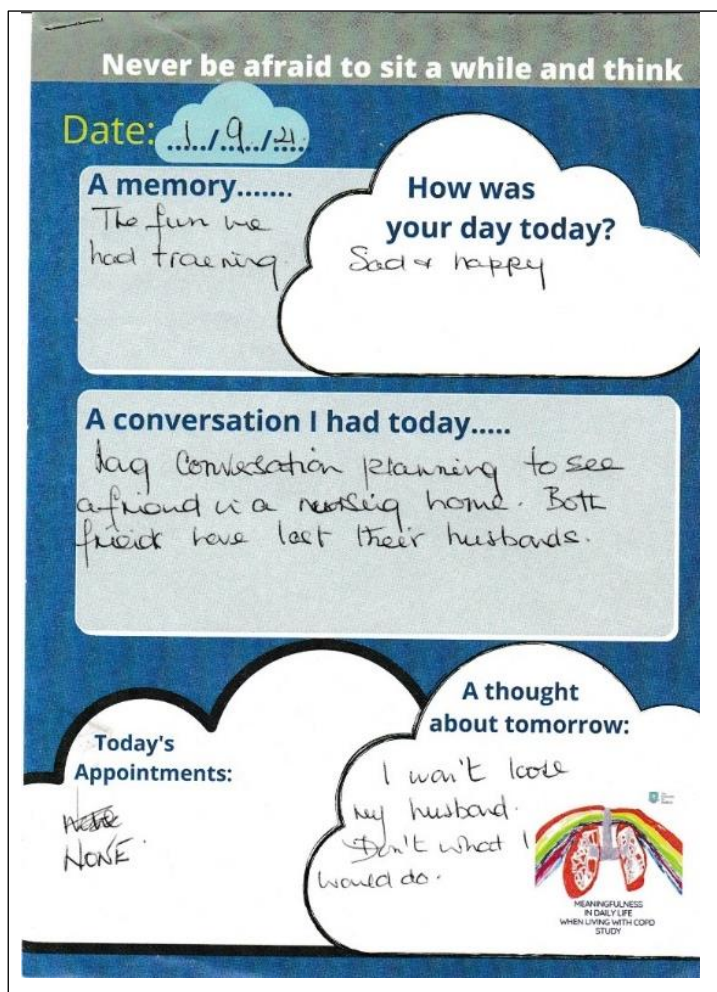 Never be afraid to sit a while and think
Date: 1/9/21
A memory.......
The fun we
had training.
How was
your day today?
Sad & happy
A conversation I had today.....
conversation planning to see
a friend in a nursing home. Both
friends have lost their husbands.
Today's
Appointments:
NONE.
A thought
about tomorrow:
I won't loose
my husband.
Don't what I
would do.
MEANINGFULNESS
IN DAILY LIFE
WHEN LIVING WITH COPD
STUDY